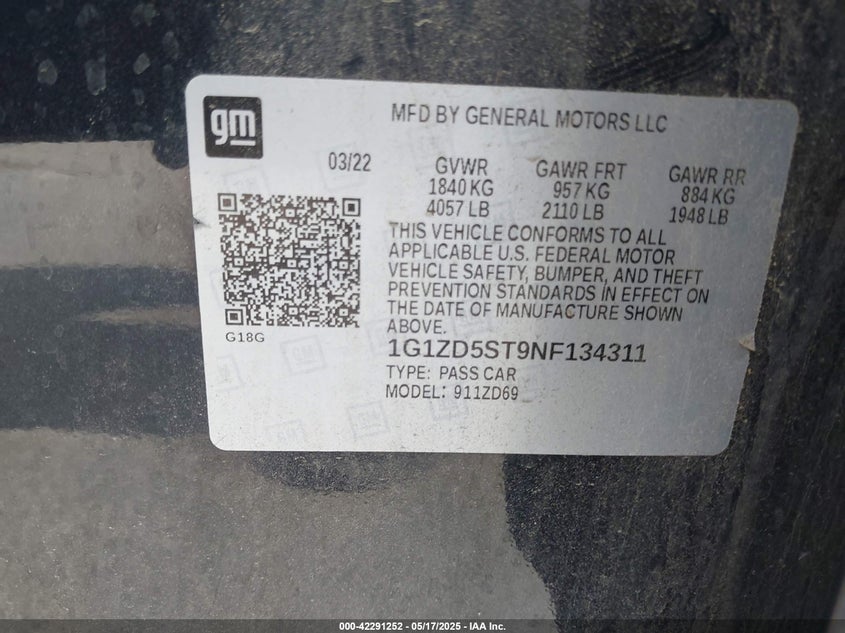 gm
MFD BY GENERAL MOTORS LLC
03/22
GVWR
1840 KG
4057 LB
GAWR FRT
957 KG
2110 LB
GAWR RR
884 KG
1948 LB
THIS VEHICLE CONFORMS TO ALL
APPLICABLE U.S. FEDERAL MOTOR
VEHICLE SAFETY, BUMPER, AND THEFT
PREVENTION STANDARDS IN EFFECT ON
THE DATE OF MANUFACTURE SHOWN
ABOVE.
G18G
1G1ZD5ST9NF134311
TYPE: PASS CAR
MODEL: 911ZD69
000-42291252 - 05/17/2025 - IAA Inc.